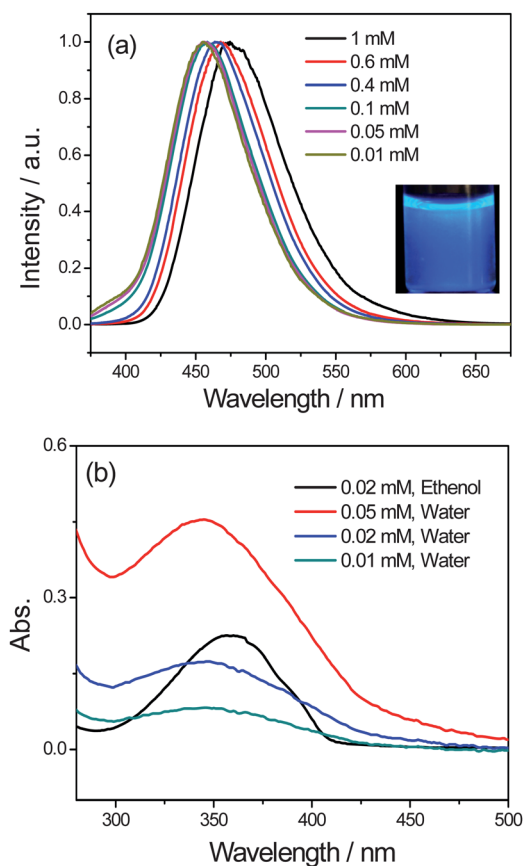 (a)
1 mM
0.6 mM
0.4 mM
0.1 mM
0.05 mM
0.01 mM
1.0
0.8
0.6
0.4
0.2
0.0
Intensity / a.u.
400 450 500 550 600 650
Wavelength / nm
(b)
0.02 mM, Ethenol
0.05 mM, Water
0.02 mM, Water
0.01 mM, Water
0.6
0.3
0.0
Abs.
300 350 400 450 500
Wavelength / nm